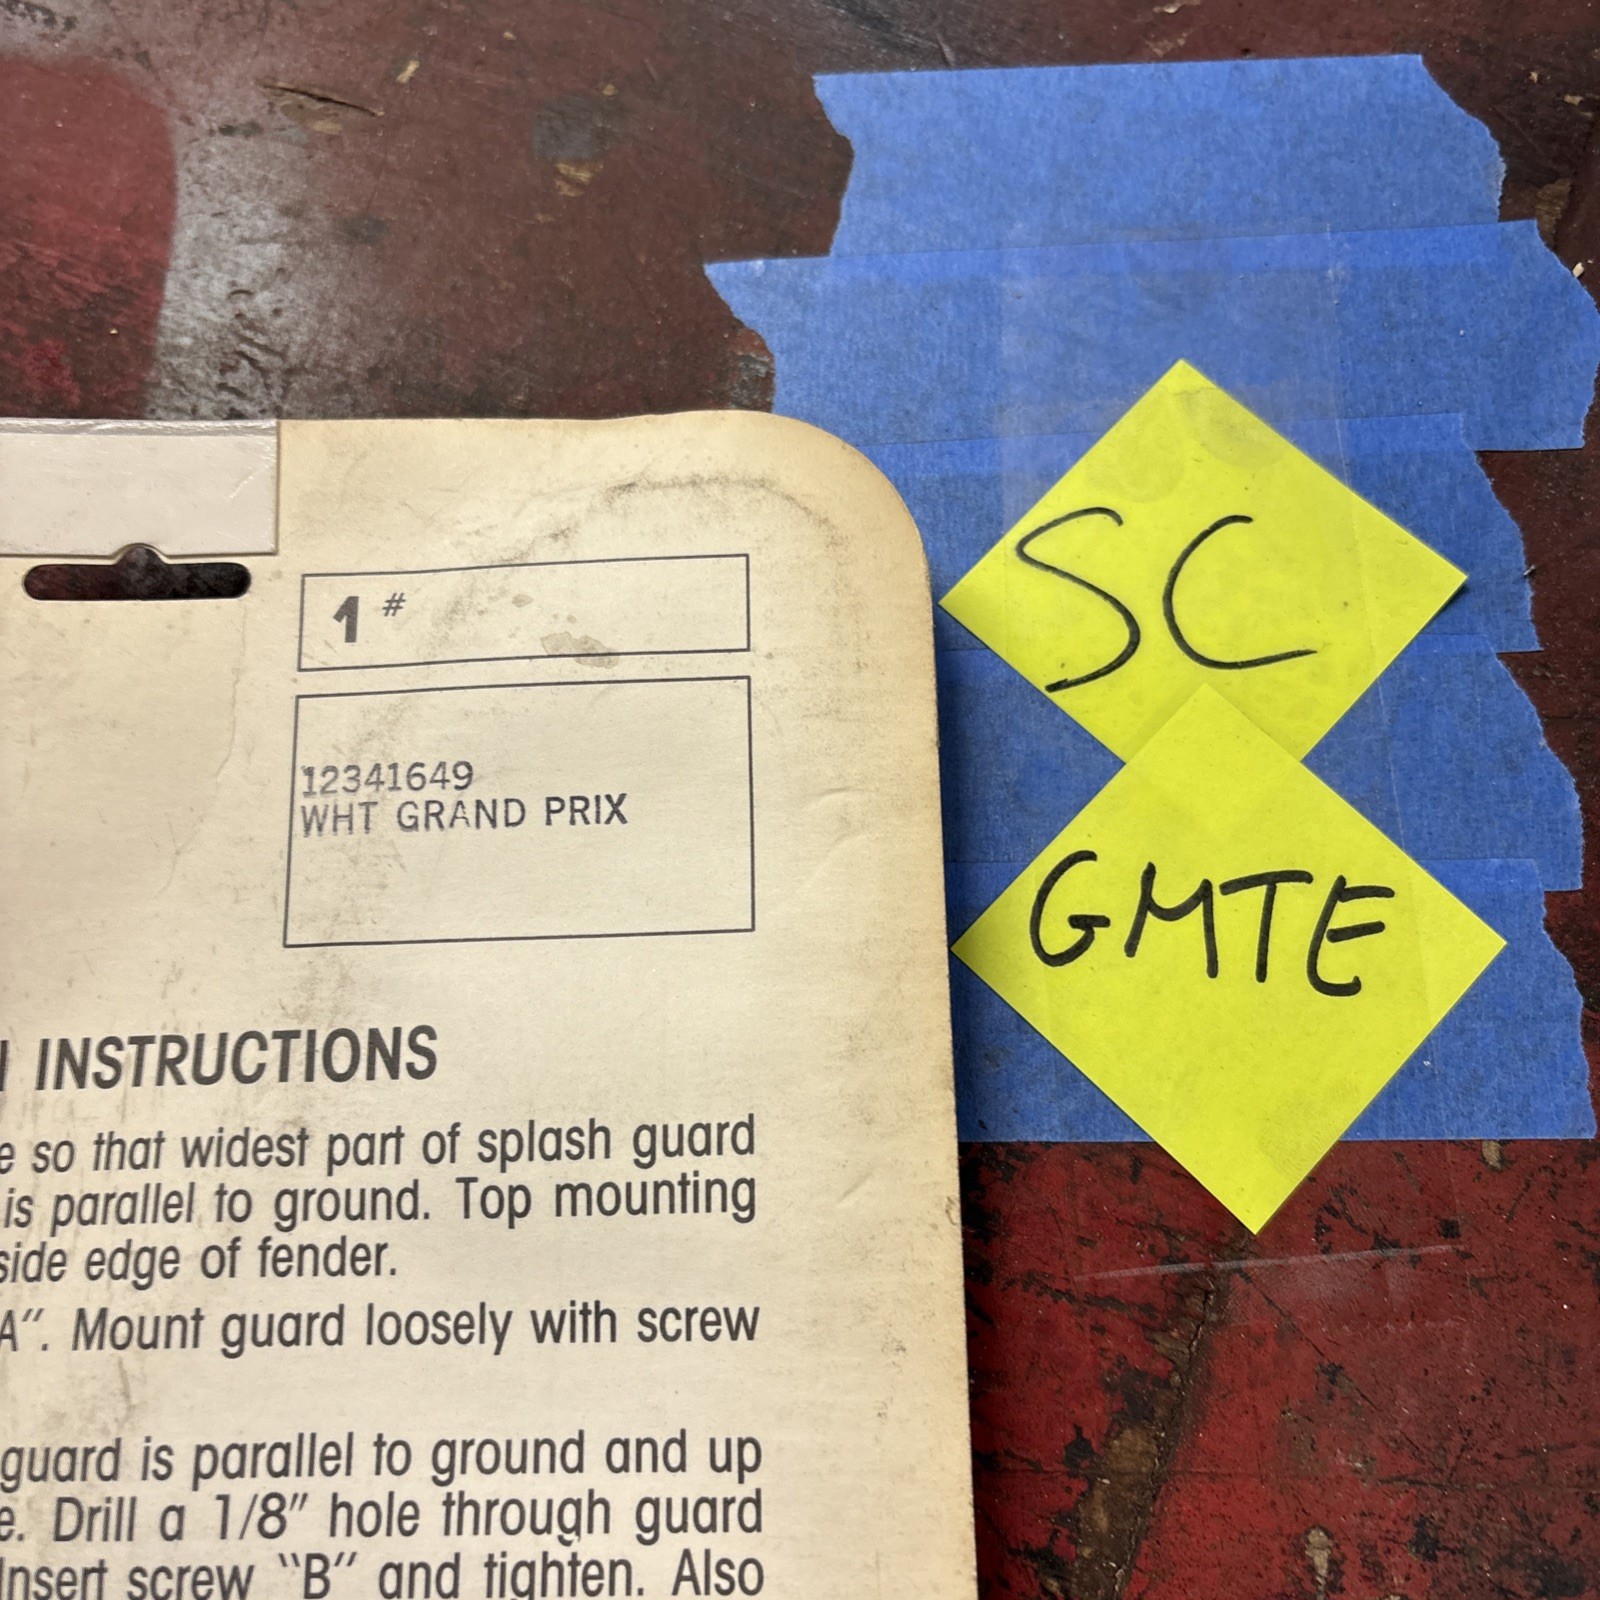 1 #
12341649
WHT GRAND PRIX
INSTRUCTIONS
so that widest part of splash guard
is parallel to ground. Top mounting
side edge of fender.
A". Mount guard loosely with screw
guard is parallel to ground and up
e. Drill a 1/8" hole through guard
Insert screw "B" and tighten. Also
SC
GMTE